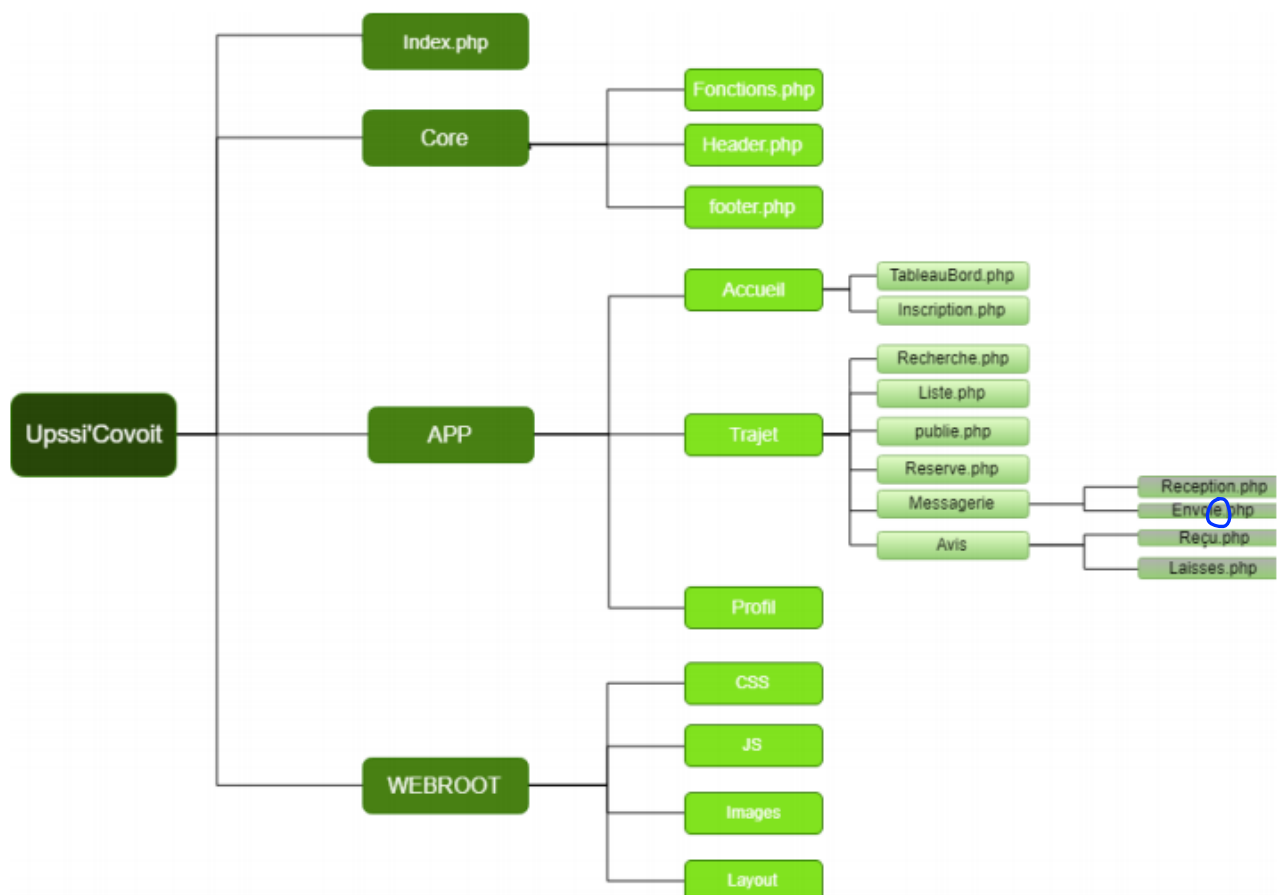 Index.php
Core
Fonctions.php
Header.php
footer.php
Upssi'Covoit
APP
Accueil
TableauBord.php
Inscription.php
Trajet
Recherche.php
Liste.php
publie.php
Reserve.php
Messagerie
Reception.php
Envoie.php
Avis
Reçu.php
Laisses.php
Profil
WEBROOT
CSS
JS
Images
Layout